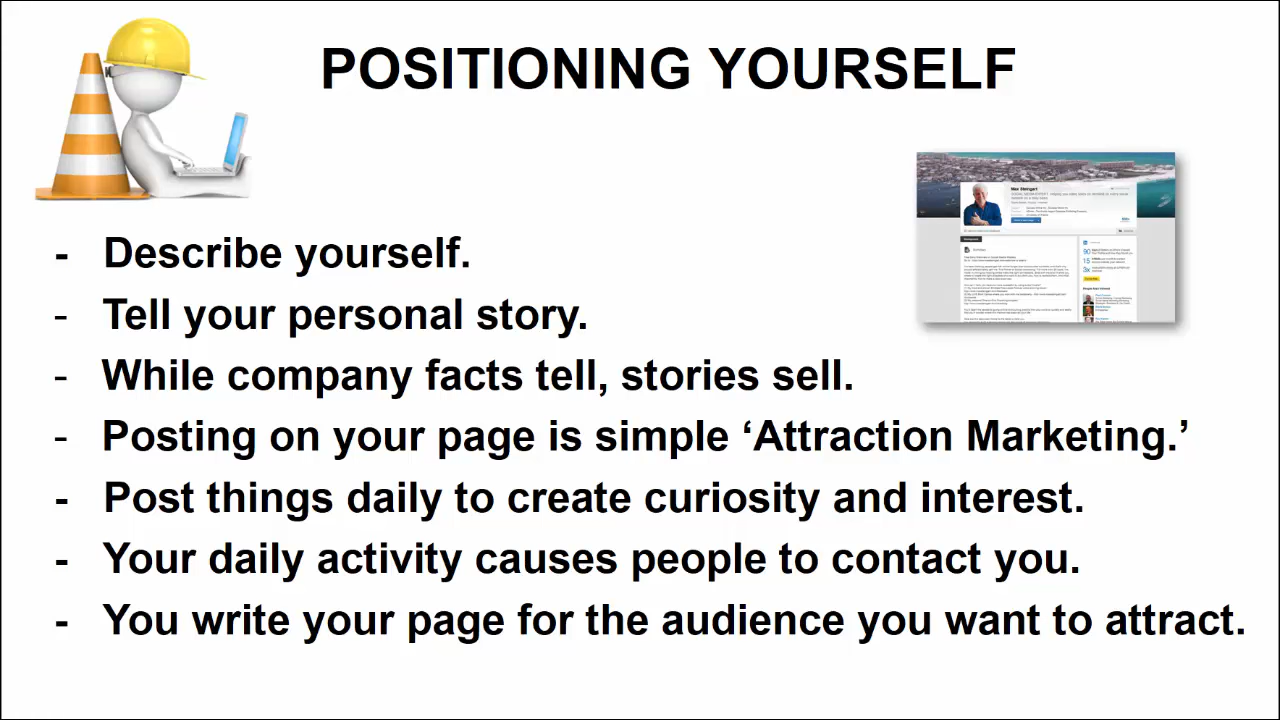 POSITIONING YOURSELF
Max Steingart
- Describe yourself.
- Tell your personal story.
- While company facts tell, stories sell.
- Posting on your page is simple ‘Attraction Marketing.’
- Post things daily to create curiosity and interest.
- Your daily activity causes people to contact you.
- You write your page for the audience you want to attract.